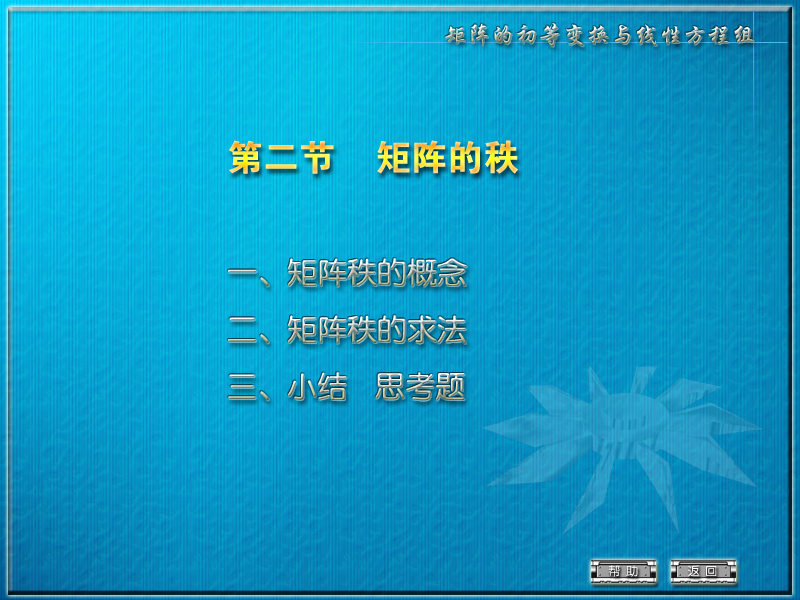 矩阵的初等变换与线性方程组
第二节 矩阵的秩
一、矩阵秩的概念
二、矩阵秩的求法
三、小结 思考题
帮助 返回